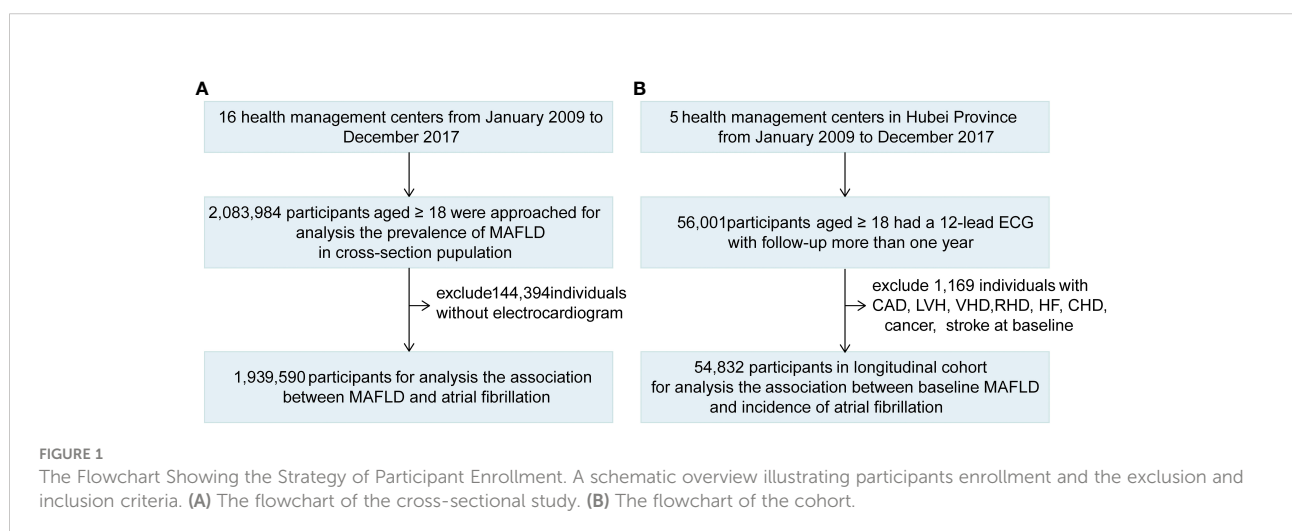 A
16 health management centers from January 2009 to
December 2017
2,083,984 participants aged ≥ 18 were approached for
analysis the prevalence of MAFLD
in cross-section pupulation
exclude144,394individuals
without electrocardiogram
1,939,590 participants for analysis the association
between MAFLD and atrial fibrillation
B
5 health management centers in Hubei Province
from January 2009 to December 2017
56,001participants aged ≥ 18 had a 12-lead ECG
with follow-up more than one year
exclude 1,169 individuals with
CAD, LVH, VHD,RHD, HF, CHD,
cancer, stroke at baseline
54,832 participants in longitudinal cohort
for analysis the association between baseline MAFLD
and incidence of atrial fibrillation
FIGURE 1
The Flowchart Showing the Strategy of Participant Enrollment. A schematic overview illustrating participants enrollment and the exclusion and
inclusion criteria. (A) The flowchart of the cross-sectional study. (B) The flowchart of the cohort.